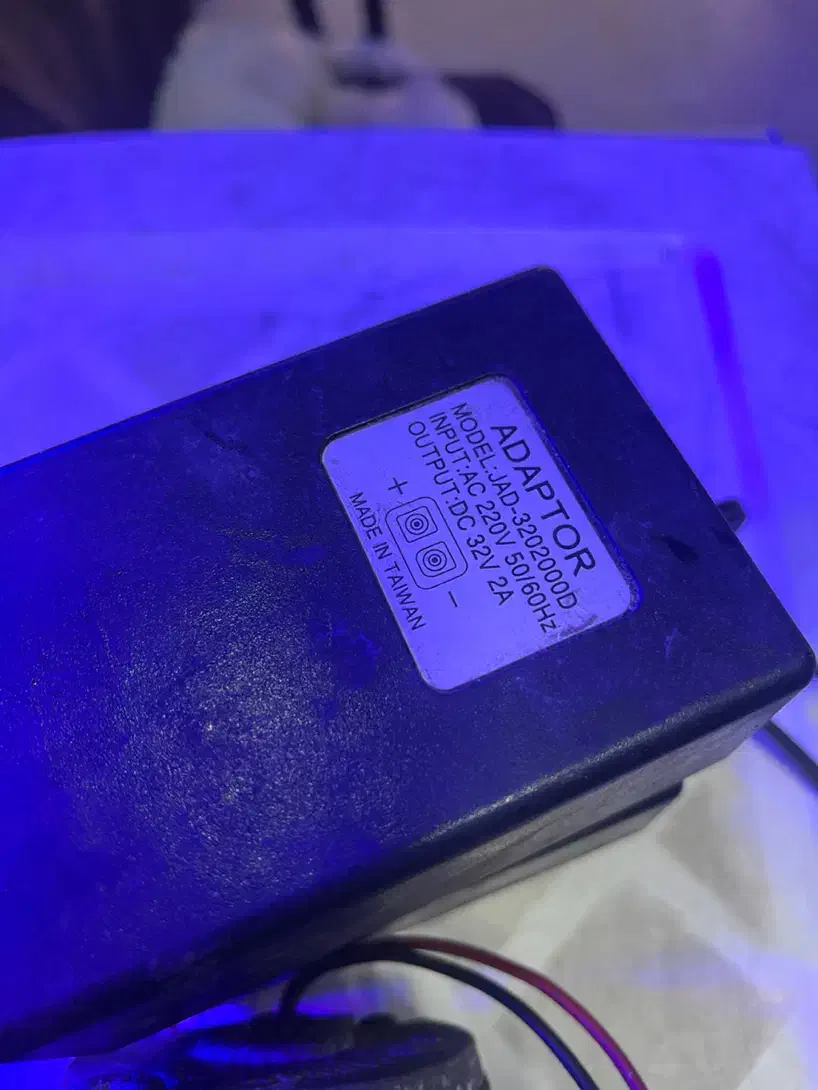 ADAPTOR
MODEL:JAD-3202000D
INPUT:AC 220V 50/60Hz
OUTPUT:DC 32V 2A
+ -
MADE IN TAIWAN